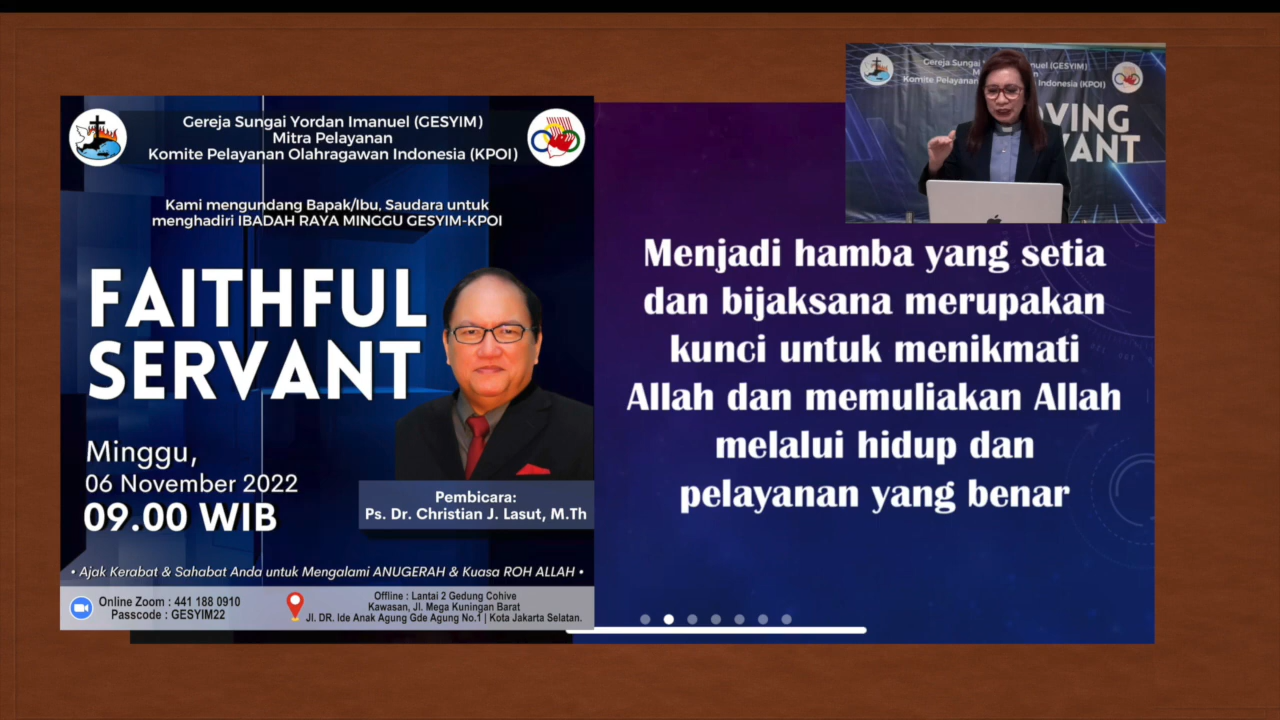 Gereja Sungai Yordan Imanuel (GESYIM)
Mitra Pelayanan
Komite Pelayanan Olahragawan Indonesia (KPOI)
Kami mengundang Bapak/Ibu, Saudara untuk
menghadiri IBADAH RAYA MINGGU GESYIM-KPOI
FAITHFUL
SERVANT
Minggu,
06 November 2022
09.00 WIB
Pembicara:
Ps. Dr. Christian J. Lasut, M.Th
• Ajak Kerabat & Sahabat Anda untuk Mengalami ANUGERAH & Kuasa ROH ALLAH •
Online Zoom : 441 188 0910
Passcode : GESYIM22
Offline : Lantai 2 Gedung Cohive
Kawasan, Jl. Mega Kuningan Barat
Jl. DR. Ide Anak Agung Gde Agung No.1 | Kota Jakarta Selatan.
Gereja Sungai Imanuel (GESYIM)
Komite Pelayanan Indonesia (KPOI)
Menjadi hamba yang setia
dan bijaksana merupakan
kunci untuk menikmati
Allah dan memuliakan Allah
melalui hidup dan
pelayanan yang benar